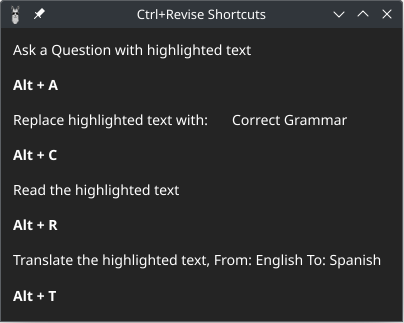 Ctrl+Revise Shortcuts
Ask a Question with highlighted text
Alt + A
Replace highlighted text with: Correct Grammar
Alt + C
Read the highlighted text
Alt + R
Translate the highlighted text, From: English To: Spanish
Alt + T